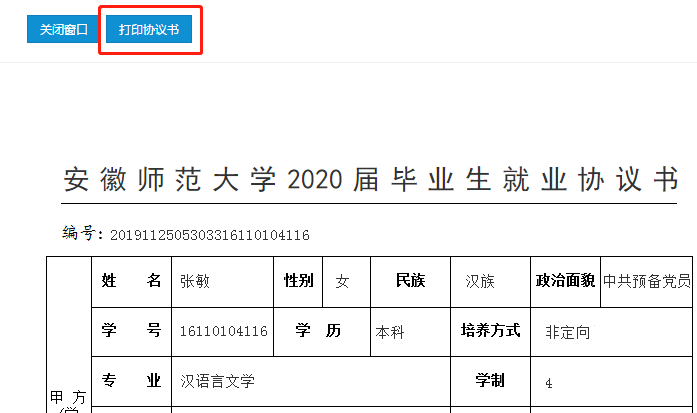 关闭窗口 打印协议书
安徽师范大学2020届毕业生就业协议书
编号：2019112505303316110104116
姓 名 张敏 性别 女 民族 汉族 政治面貌 中共预备党员
学 号 16110104116 学 历 本科 培养方式 非定向
专 业 汉语言文学 学制 4
甲 方